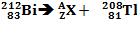 ²¹²₈₃Bi➔ᴬ_ZX + ²⁰⁸₈₁Tl